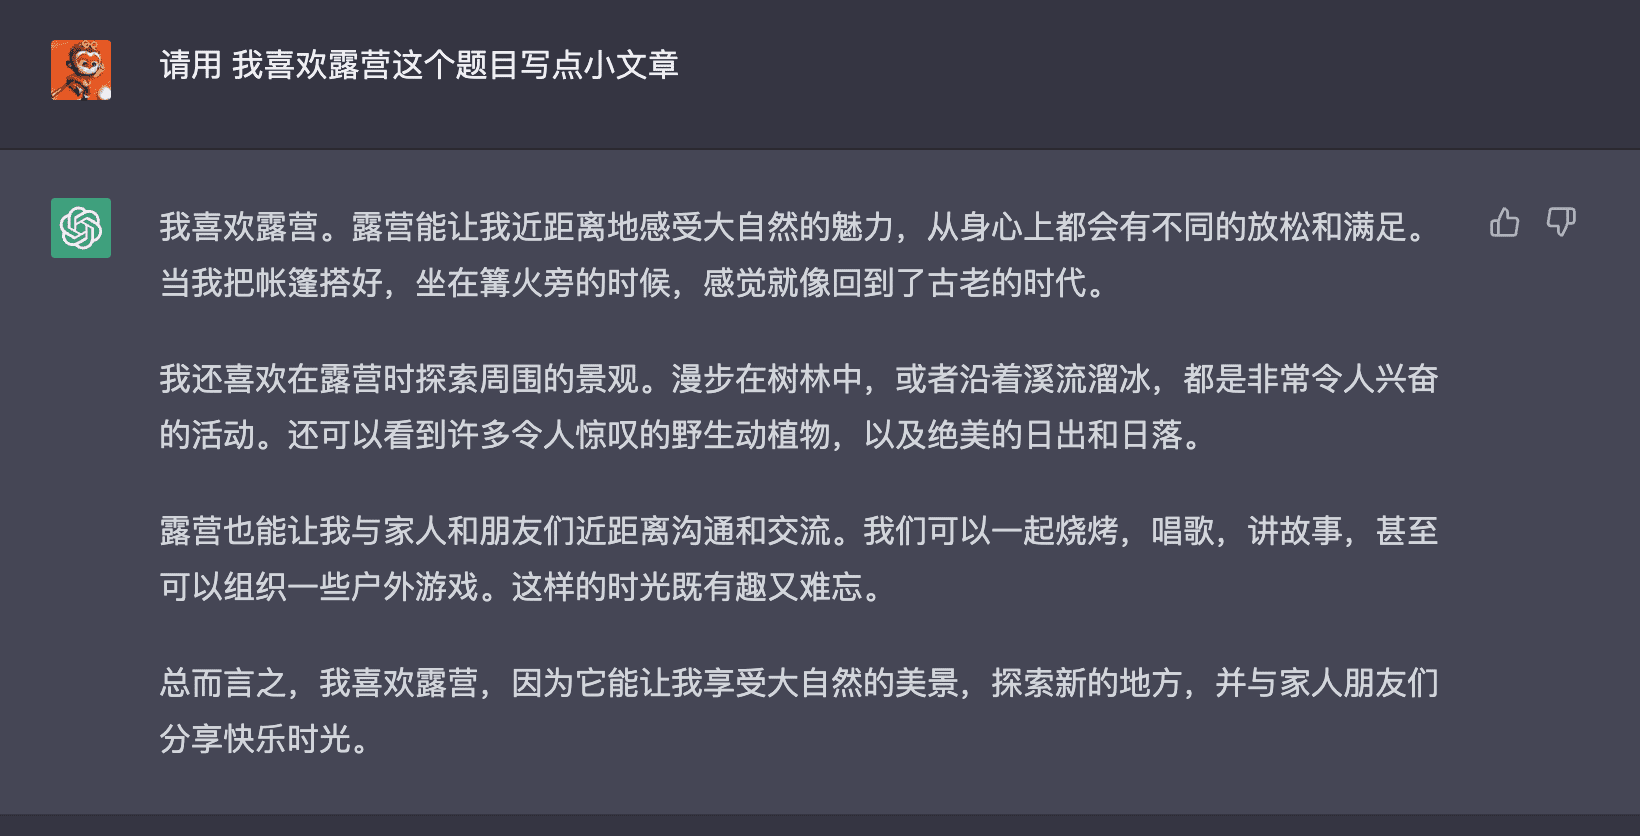 请用 我喜欢露营这个题目写点小文章
我喜欢露营。露营能让我近距离地感受大自然的魅力，从身心上都会有不同的放松和满足。
当我把帐篷搭好，坐在篝火旁的时候，感觉就像回到了古老的时代。
我还喜欢在露营时探索周围的景观。漫步在树林中，或者沿着溪流溜冰，都是非常令人兴奋
的活动。还可以看到许多令人惊叹的野生动植物，以及绝美的日出和日落。
露营也能让我与家人和朋友们近距离沟通和交流。我们可以一起烧烤，唱歌，讲故事，甚至
可以组织一些户外游戏。这样的时光既有趣又难忘。
总而言之，我喜欢露营，因为它能让我享受大自然的美景，探索新的地方，并与家人朋友们
分享快乐时光。